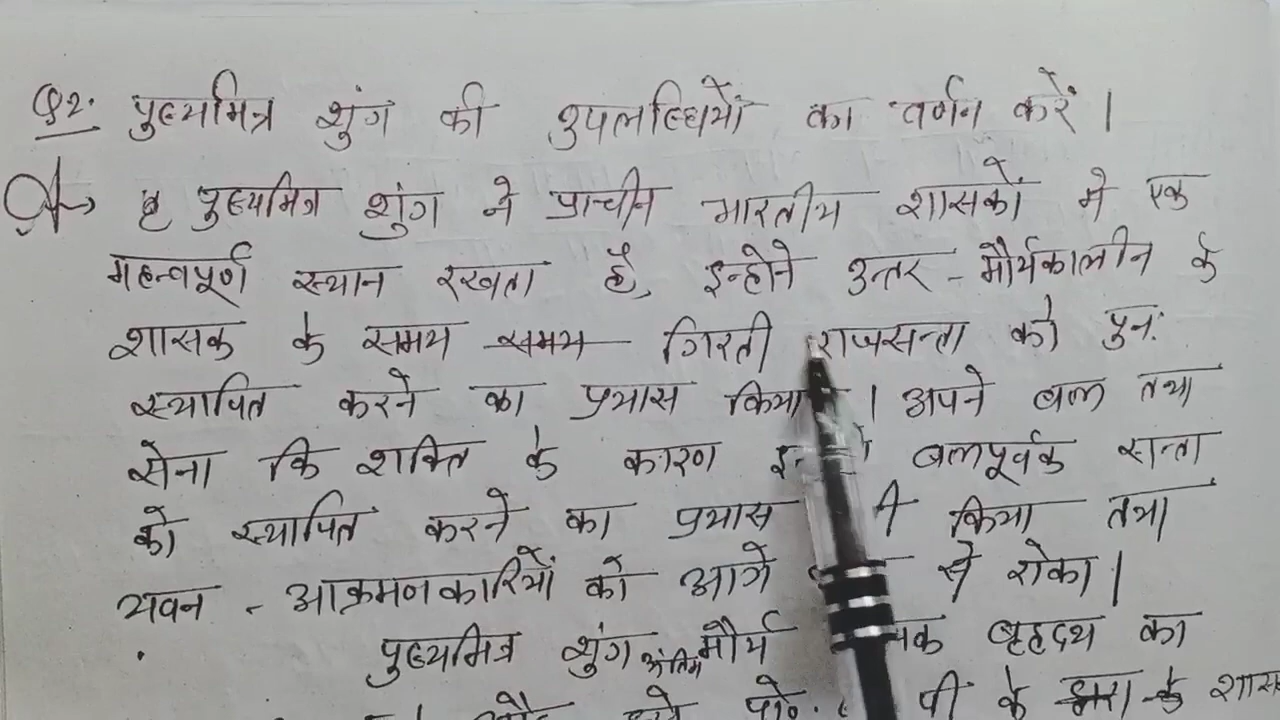 Q2. पुष्यमित्र शुंग की उपलब्धियों का वर्णन करें ।
A→ पुष्यमित्र शुंग ने प्राचीन भारतीय शासकों मे एक
महत्वपूर्ण स्थान रखता है, इन्होने उत्तर - मौर्यकालीन के
शासक के समय समय गिरती राजसत्ता को पुनः
स्थापित करने का प्रयास किया । अपने बल तथा
सेना कि शक्ति के कारण बलपूर्वक सत्ता
को स्थापित करने का प्रयास किया तथा
यवन - आक्रमणकारियों को आगे से रोका ।
पुष्यमित्र शुंग अंतिम मौर्य बृहद्रथ का
के द्वारा के